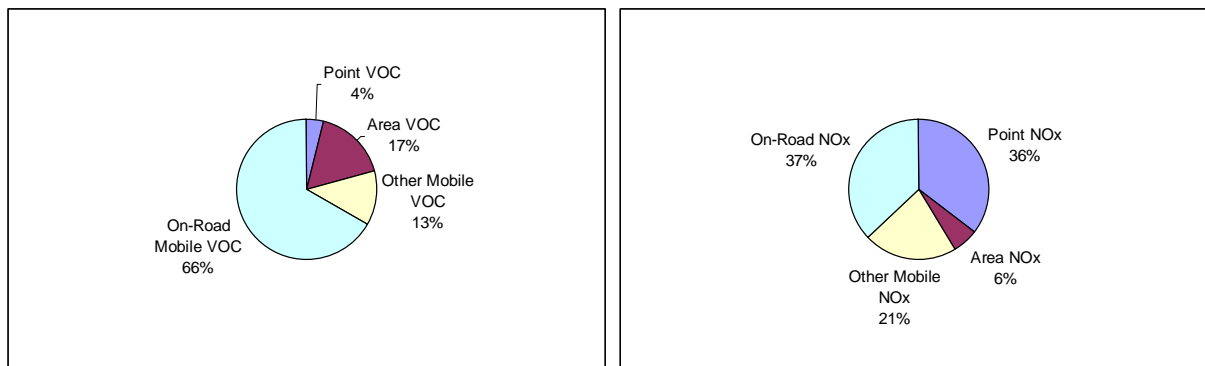 Point VOC
4%
Area VOC
17%
Other Mobile
VOC
13%
On-Road
Mobile VOC
66%
On-Road NOx
37%
Point NOx
36%
Area NOx
6%
Other Mobile
NOx
21%